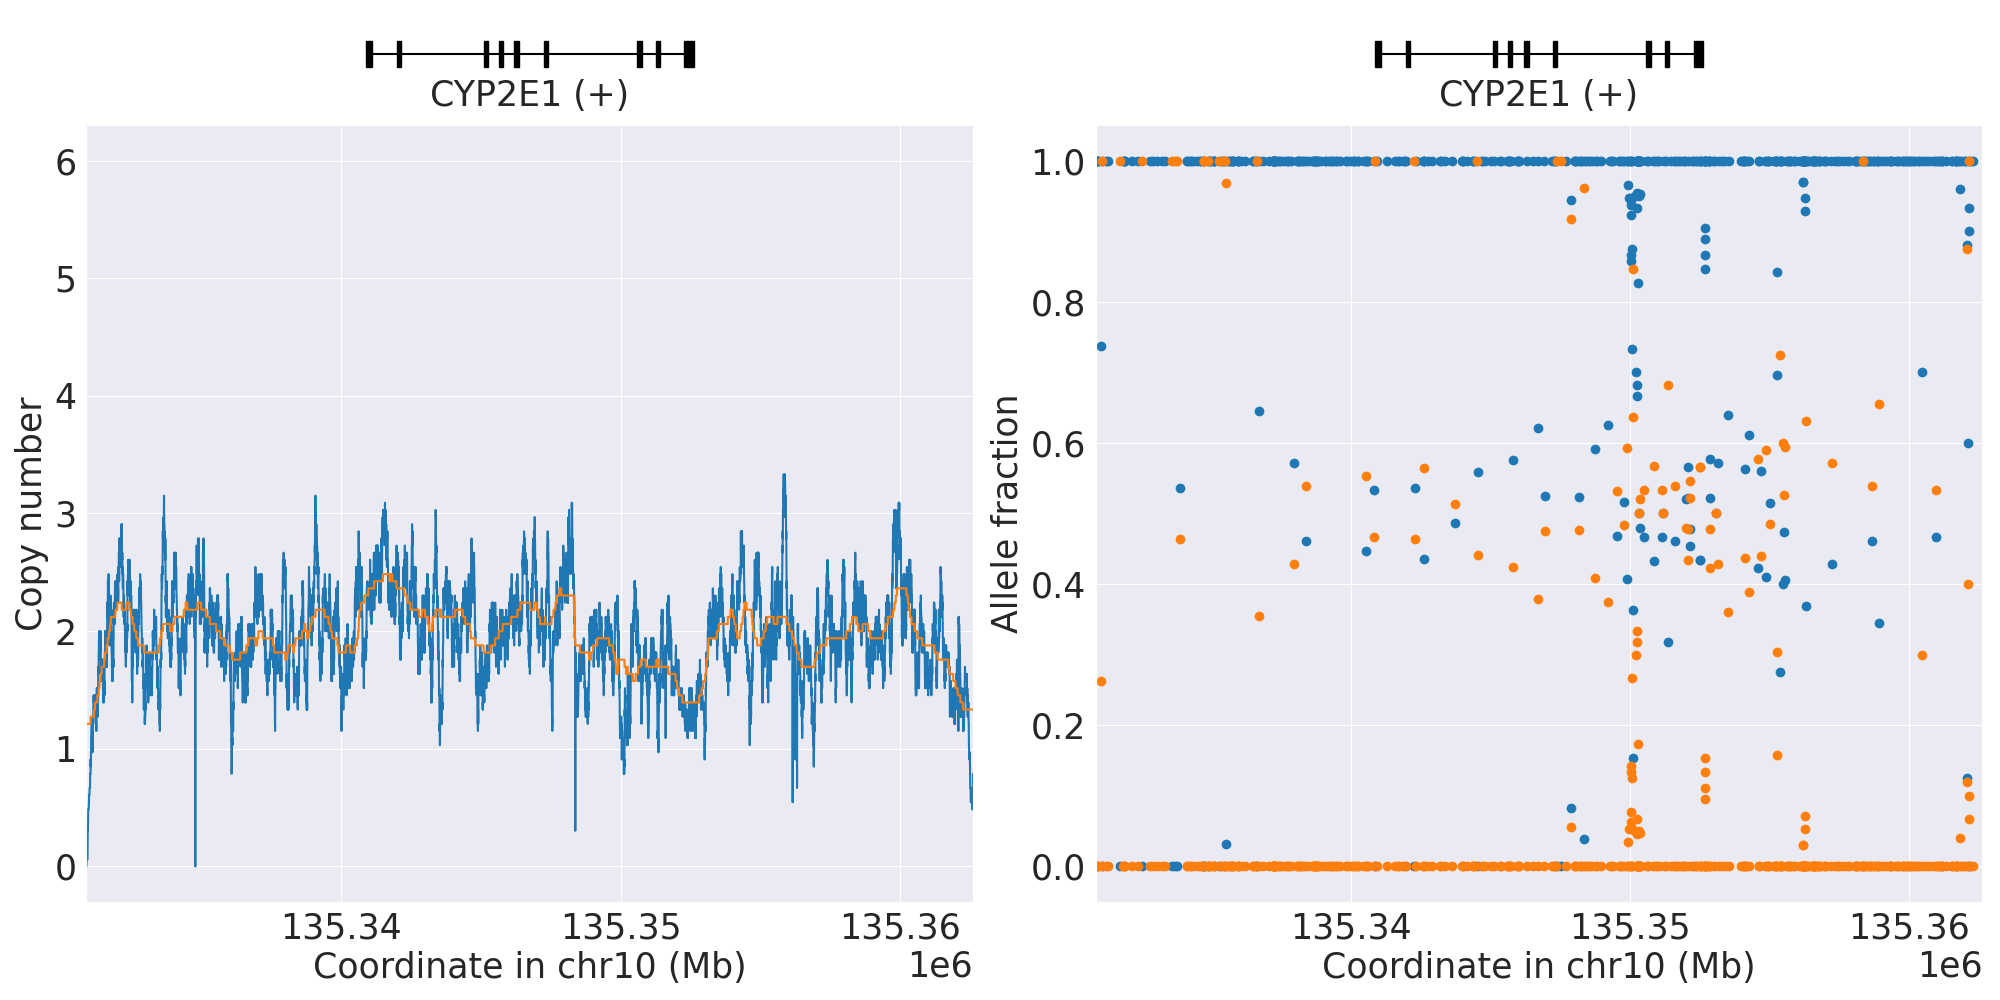 CYP2E1 (+)
6
5
4
3
2
1
0
Copy number
135.34 135.35 135.36
Coordinate in chr10 (Mb)
1e6
CYP2E1 (+)
1.0
0.8
0.6
0.4
0.2
0.0
Allele fraction
135.34 135.35 135.36
Coordinate in chr10 (Mb)
1e6